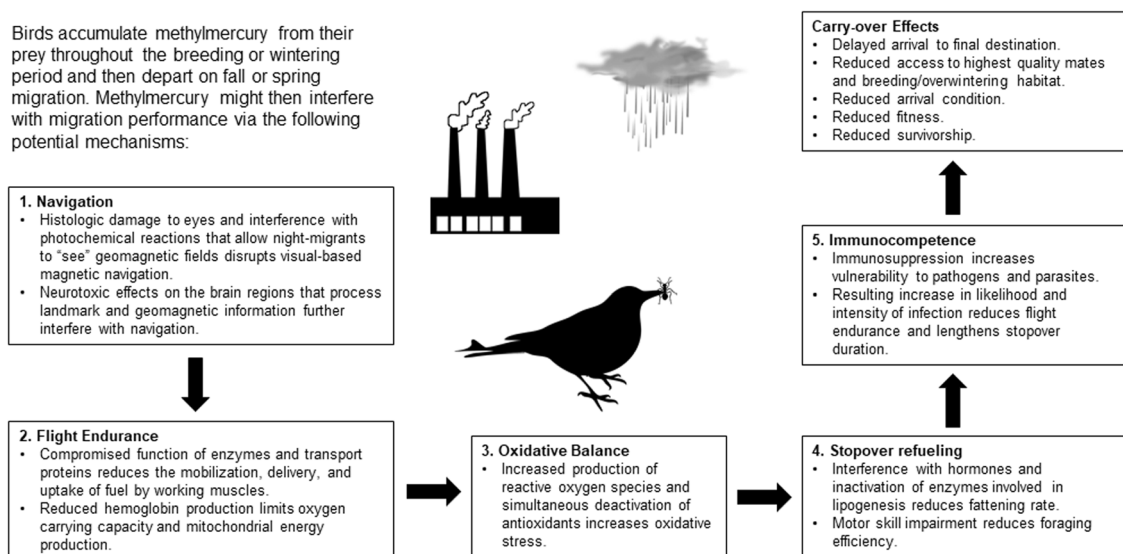 Birds accumulate methylmercury from their
prey throughout the breeding or wintering
period and then depart on fall or spring
migration. Methylmercury might then interfere
with migration performance via the following
potential mechanisms:
1. Navigation
• Histologic damage to eyes and interference with
photochemical reactions that allow night-migrants
to “see” geomagnetic fields disrupts visual-based
magnetic navigation.
• Neurotoxic effects on the brain regions that process
landmark and geomagnetic information further
interfere with navigation.
2. Flight Endurance
• Compromised function of enzymes and transport
proteins reduces the mobilization, delivery, and
uptake of fuel by working muscles.
• Reduced hemoglobin production limits oxygen
carrying capacity and mitochondrial energy
production.
3. Oxidative Balance
• Increased production of
reactive oxygen species and
simultaneous deactivation of
antioxidants increases oxidative
stress.
4. Stopover refueling
• Interference with hormones and
inactivation of enzymes involved in
lipogenesis reduces fattening rate.
• Motor skill impairment reduces foraging
efficiency.
5. Immunocompetence
• Immunosuppression increases
vulnerability to pathogens and parasites.
• Resulting increase in likelihood and
intensity of infection reduces flight
endurance and lengthens stopover
duration.
Carry-over Effects
• Delayed arrival to final destination.
• Reduced access to highest quality mates
and breeding/overwintering habitat.
• Reduced arrival condition.
• Reduced fitness.
• Reduced survivorship.